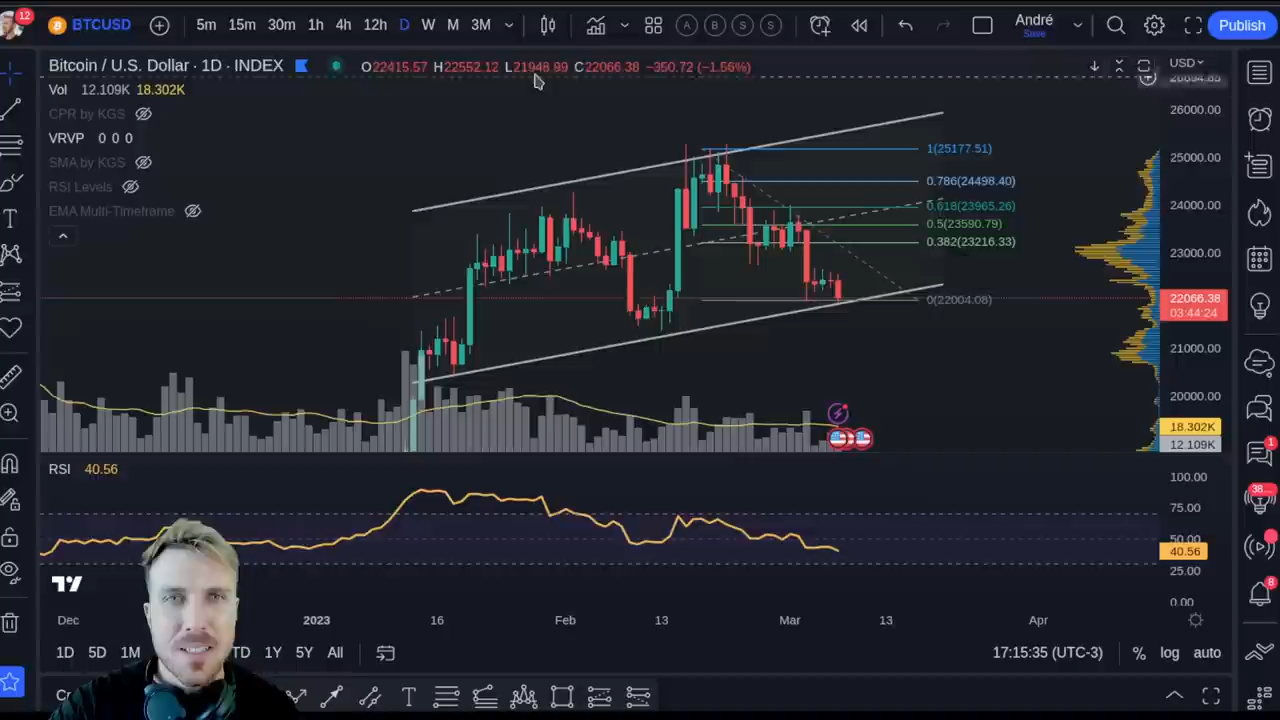 12 BTCUSD 5m 15m 30m 1h 4h 12h D W M 3M A B S S André Save Publish
Bitcoin / U.S. Dollar · 1D · INDEX O22415.57 H22552.12 L21948.99 C22066.38 −350.72 (−1.56%) USD
Vol 12.109K 18.302K
CPR by KGS
VRVP 0 0 0
SMA by KGS
RSI Levels
EMA Multi-Timeframe
26000.00
25000.00
24000.00
23000.00
22066.38
03:44:24
21000.00
20000.00
18.302K
12.109K
1(25177.51)
0.786(24498.40)
0.618(23965.26)
0.5(23590.79)
0.382(23216.33)
0(22004.08)
RSI 40.56
100.00
75.00
50.00
40.56
25.00
0.00
Dec 2023 16 Feb 13 Mar 13 Apr
1D 5D 1M TD 1Y 5Y All 17:15:35 (UTC-3) % log auto
T
1
38...
8